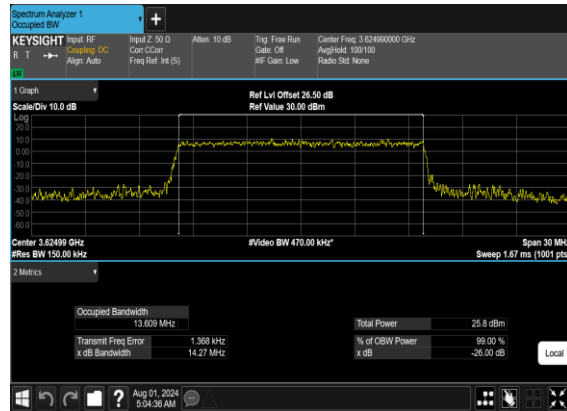 Spectrum Analyzer 1
Occupied BW
KEYSIGHT Input: RF Input Z: 50 Ω Atten: 10 dB Trig: Free Run Center Freq: 3.624990000 GHz
R T Coupling: DC Corr CCorr Gate: Off Avg|Hold: 100/100
Align: Auto Freq Ref: Int (S) #IF Gain: Low Radio Std: None
1 Graph
Ref Lvl Offset 26.50 dB
Scale/Div 10.0 dB Ref Value 30.00 dBm
Log
20.0
10.0
0.00
-10.0
-20.0
-30.0
-40.0
-50.0
-60.0
Center 3.62499 GHz #Video BW 470.00 kHz* Span 30 MHz
#Res BW 150.00 kHz Sweep 1.67 ms (1001 pts
2 Metrics
Occupied Bandwidth
13.609 MHz Total Power 25.8 dBm
Transmit Freq Error 1.368 kHz % of OBW Power 99.00 %
x dB Bandwidth 14.27 MHz x dB -26.00 dB
Local
Aug 01, 2024
5:04:36 AM